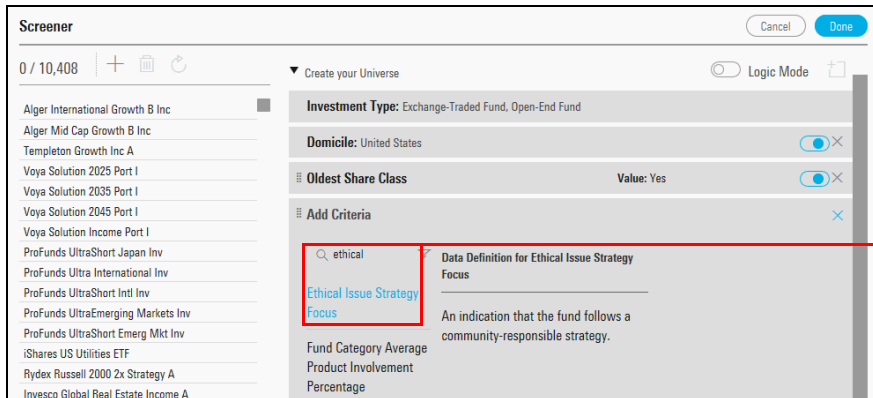 Screener
Cancel
Done
0 / 10,408
Alger International Growth B Inc
Alger Mid Cap Growth B Inc
Templeton Growth Inc A
Voya Solution 2025 Port I
Voya Solution 2035 Port I
Voya Solution 2045 Port I
Voya Solution Income Port I
ProFunds UltraShort Japan Inv
ProFunds Ultra International Inv
ProFunds UltraShort Intl Inv
ProFunds UltraEmerging Markets Inv
ProFunds UltraShort Emerg Mkt Inv
iShares US Utilities ETF
Rydex Russell 2000 2x Strategy A
Invesco Global Real Estate Income A
Create your Universe
Logic Mode
Investment Type: Exchange-Traded Fund, Open-End Fund
Domicile: United States
Oldest Share Class Value: Yes
Add Criteria
ethical
Ethical Issue Strategy
Focus
Fund Category Average
Product Involvement
Percentage
Data Definition for Ethical Issue Strategy
Focus
An indication that the fund follows a
community-responsible strategy.